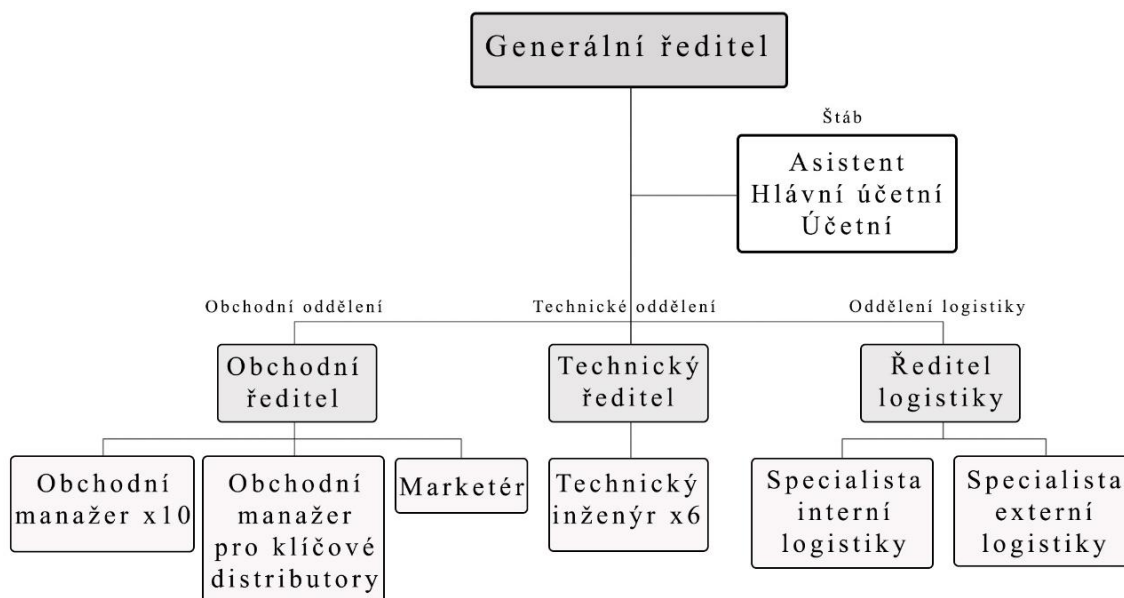 Generální ředitel
Štáb
Asistent
Hlávní účetní
Účetní
Obchodní oddělení
Technické oddělení
Oddělení logistiky
Obchodní
ředitel
Technický
ředitel
Ředitel
logistiky
Obchodní
manažer x10
Obchodní
manažer
pro klíčové
distributory
Marketér
Technický
inženýr x6
Specialista
interní
logistiky
Specialista
externí
logistiky